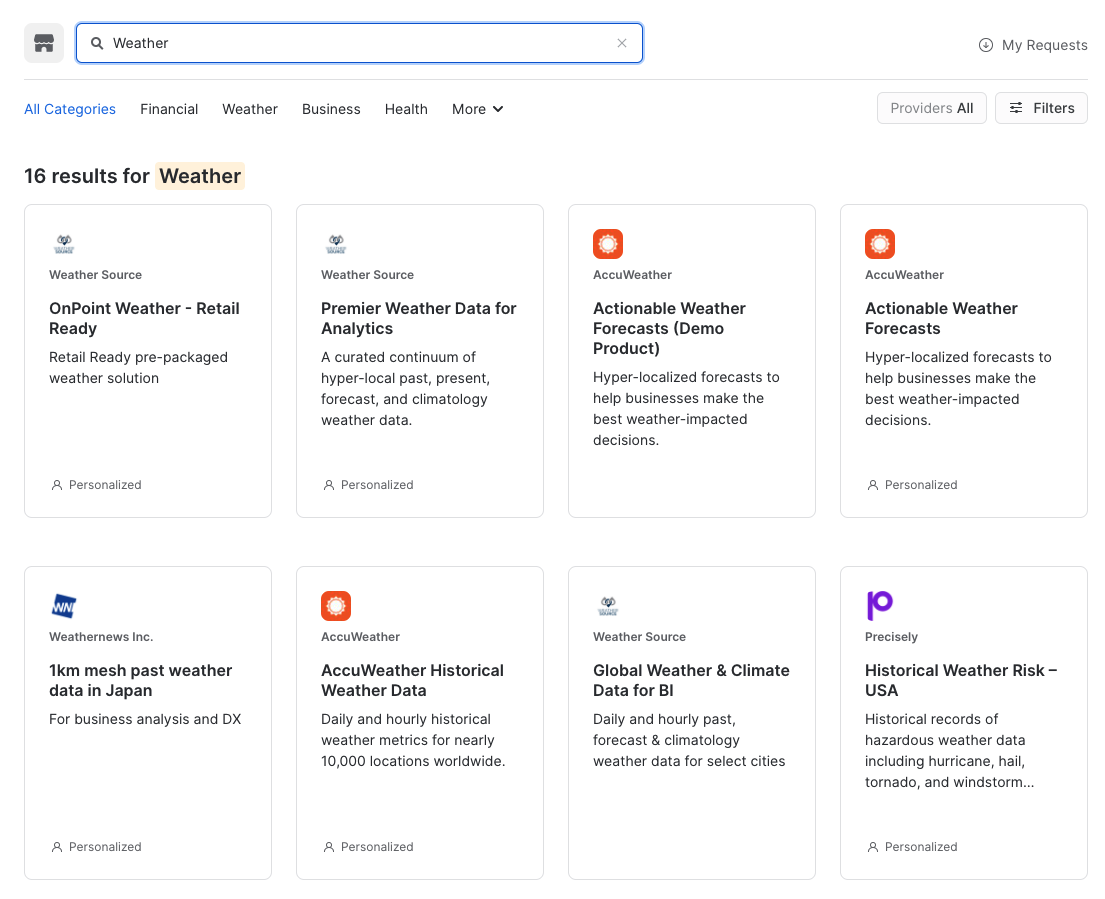 Weather
My Requests
All Categories Financial Weather Business Health More
Providers All Filters
16 results for Weather
Weather Source
OnPoint Weather - Retail
Ready
Retail Ready pre-packaged
weather solution
Personalized
Weather Source
Premier Weather Data for
Analytics
A curated continuum of
hyper-local past, present,
forecast, and climatology
weather data.
Personalized
AccuWeather
Actionable Weather
Forecasts (Demo
Product)
Hyper-localized forecasts to
help businesses make the
best weather-impacted
decisions.
AccuWeather
Actionable Weather
Forecasts
Hyper-localized forecasts to
help businesses make the
best weather-impacted
decisions.
Personalized
WNI
Weathernews Inc.
1km mesh past weather
data in Japan
For business analysis and DX
Personalized
AccuWeather
AccuWeather Historical
Weather Data
Daily and hourly historical
weather metrics for nearly
10,000 locations worldwide.
Personalized
Weather Source
Global Weather & Climate
Data for BI
Daily and hourly past,
forecast & climatology
weather data for select cities
Precisely
Historical Weather Risk –
USA
Historical records of
hazardous weather data
including hurricane, hail,
tornado, and windstorm...
Personalized